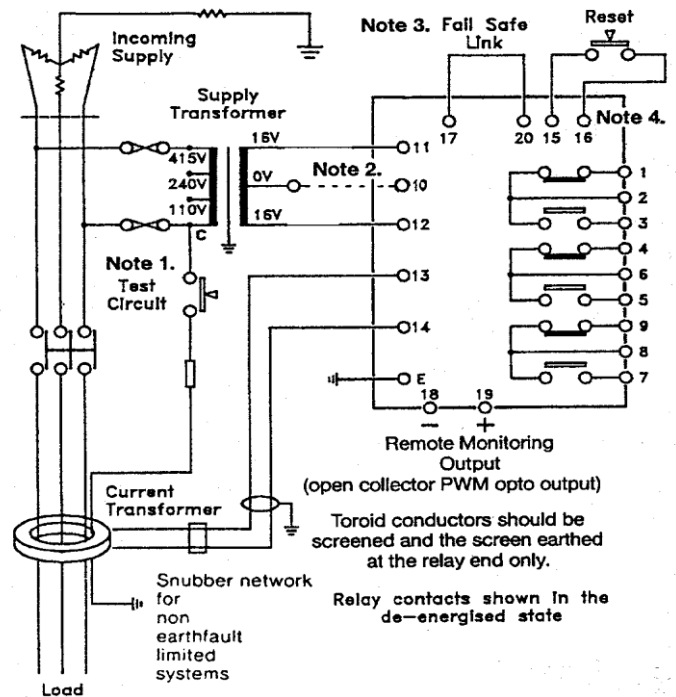 Incoming
Supply
Note 3. Fail Safe
Link
Reset
17
20
15
16
Note 4.
Supply
Transformer
16V
11
415V
240V
0V
Note 2.
10
110V
16V
12
C
1
2
3
4
6
5
9
8
7
Note 1.
Test
Circuit
13
14
E
18
19
-
+
Remote Monitoring
Output
(open collector PWM opto output)
Current
Transformer
Toroid conductors should be
screened and the screen earthed
at the relay end only.
Snubber network
for
non
earthfault
limited
systems
Relay contacts shown in the
de-energised state
Load